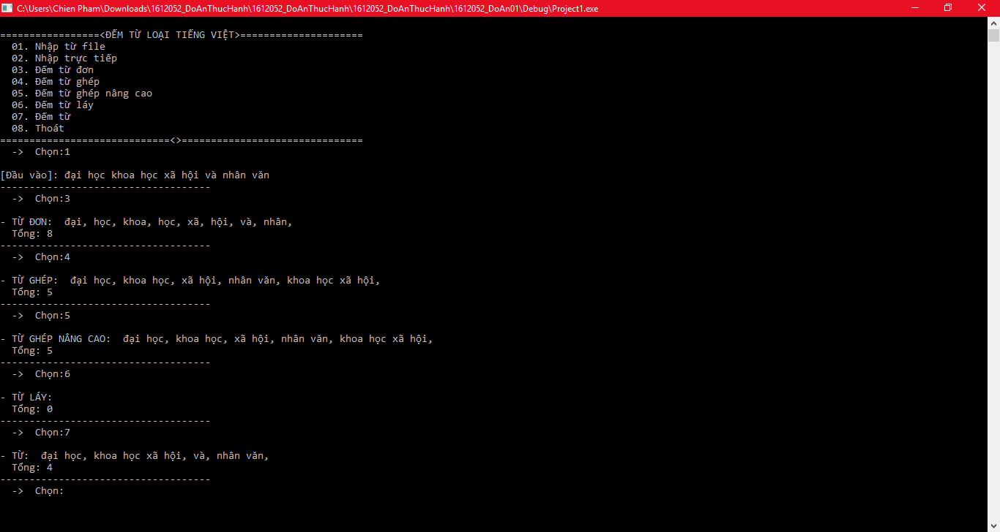 C:\Users\Chien Pham\Downloads\1612052_DoAnThucHanh\1612052_DoAnThucHanh\1612052_DoAnThucHanh\1612052_DoAn01\Debug\Project1.exe
=================<ĐẾM TỪ LOẠI TIẾNG VIỆT>=====================
01. Nhập từ file
02. Nhập trực tiếp
03. Đếm từ đơn
04. Đếm từ ghép
05. Đếm từ ghép nâng cao
06. Đếm từ láy
07. Đếm từ
08. Thoát
=============================<>===============================
-> Chọn:1
[Đầu vào]: đại học khoa học xã hội và nhân văn
------------------------------------
-> Chọn:3
- TỪ ĐƠN: đại, học, khoa, học, xã, hội, và, nhân,
Tổng: 8
------------------------------------
-> Chọn:4
- TỪ GHÉP: đại học, khoa học, xã hội, nhân văn, khoa học xã hội,
Tổng: 5
------------------------------------
-> Chọn:5
- TỪ GHÉP NÂNG CAO: đại học, khoa học, xã hội, nhân văn, khoa học xã hội,
Tổng: 5
------------------------------------
-> Chọn:6
- TỪ LÁY:
Tổng: 0
------------------------------------
-> Chọn:7
- TỪ: đại học, khoa học xã hội, và, nhân văn,
Tổng: 4
------------------------------------
-> Chọn: